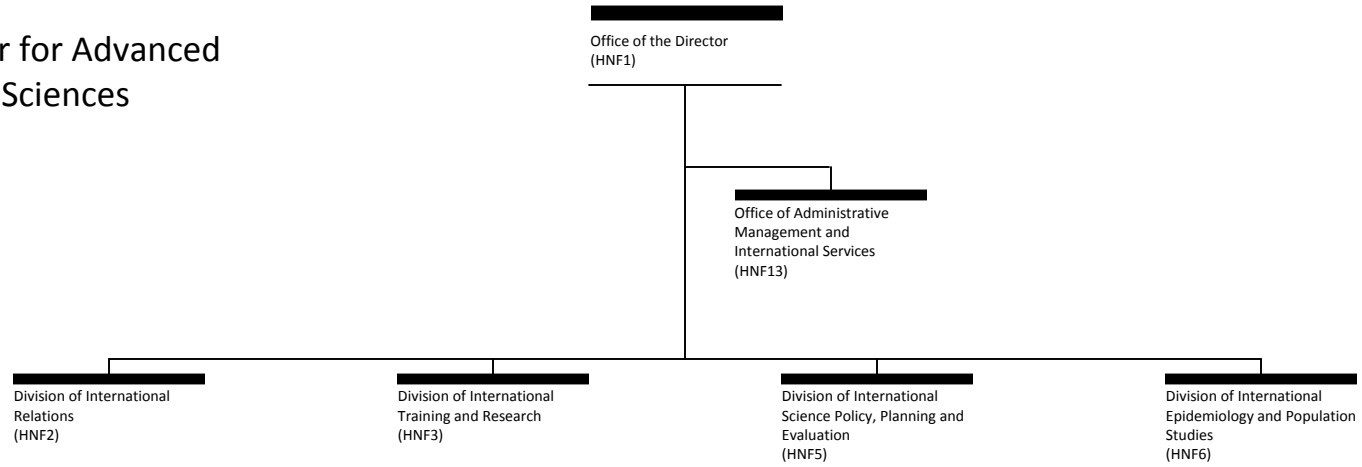 for Advanced
Sciences
Office of the Director
(HNF1)
Office of Administrative
Management and
International Services
(HNF13)
Division of International
Relations
(HNF2)
Division of International
Training and Research
(HNF3)
Division of International
Science Policy, Planning and
Evaluation
(HNF5)
Division of International
Epidemiology and Population
Studies
(HNF6)